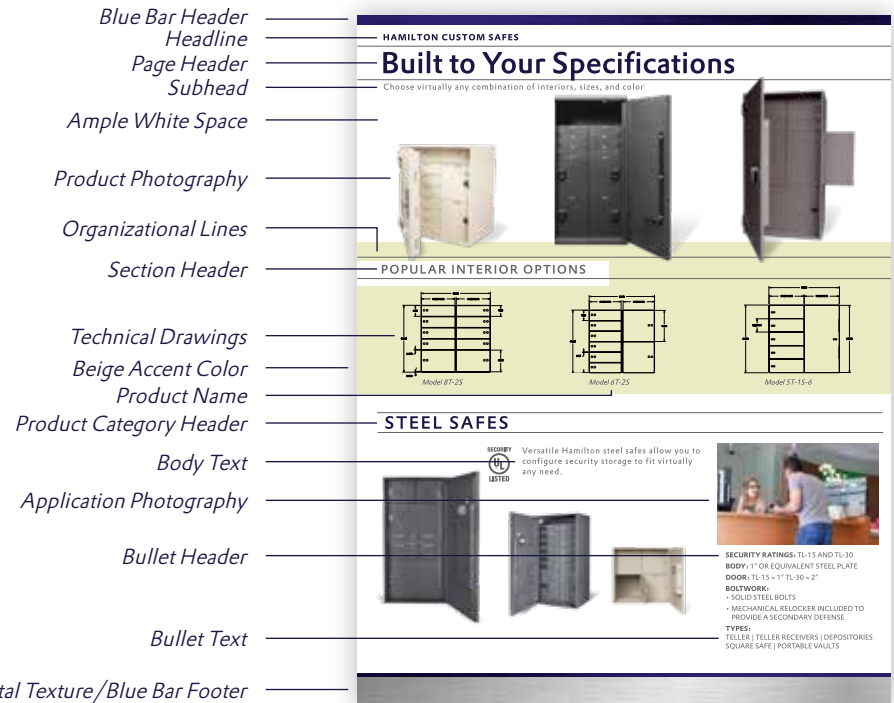 Blue Bar Header
Headline
Page Header
Subhead
Ample White Space
Product Photography
Organizational Lines
Section Header
Technical Drawings
Beige Accent Color
Product Name
Product Category Header
Body Text
Application Photography
Bullet Header
Bullet Text
tal Texture/Blue Bar Footer
HAMILTON CUSTOM SAFES
Built to Your Specifications
Choose virtually any combination of interiors, sizes, and color
POPULAR INTERIOR OPTIONS
Model 8T-2S
Model 6T-2S
Model 5T-1S-6
STEEL SAFES
SECURITY
UL
LISTED
Versatile Hamilton steel safes allow you to
configure security storage to fit virtually
any need.
SECURITY RATINGS: TL-15 AND TL-30
BODY: 1" OR EQUIVALENT STEEL PLATE
DOOR: TL-15 = 1" TL-30 = 2"
BOLTWORK:
• SOLID STEEL BOLTS
• MECHANICAL RELOCKER INCLUDED TO
PROVIDE A SECONDARY DEFENSE
TYPES:
TELLER | TELLER RECEIVERS | DEPOSITORIES
SQUARE SAFE | PORTABLE VAULTS